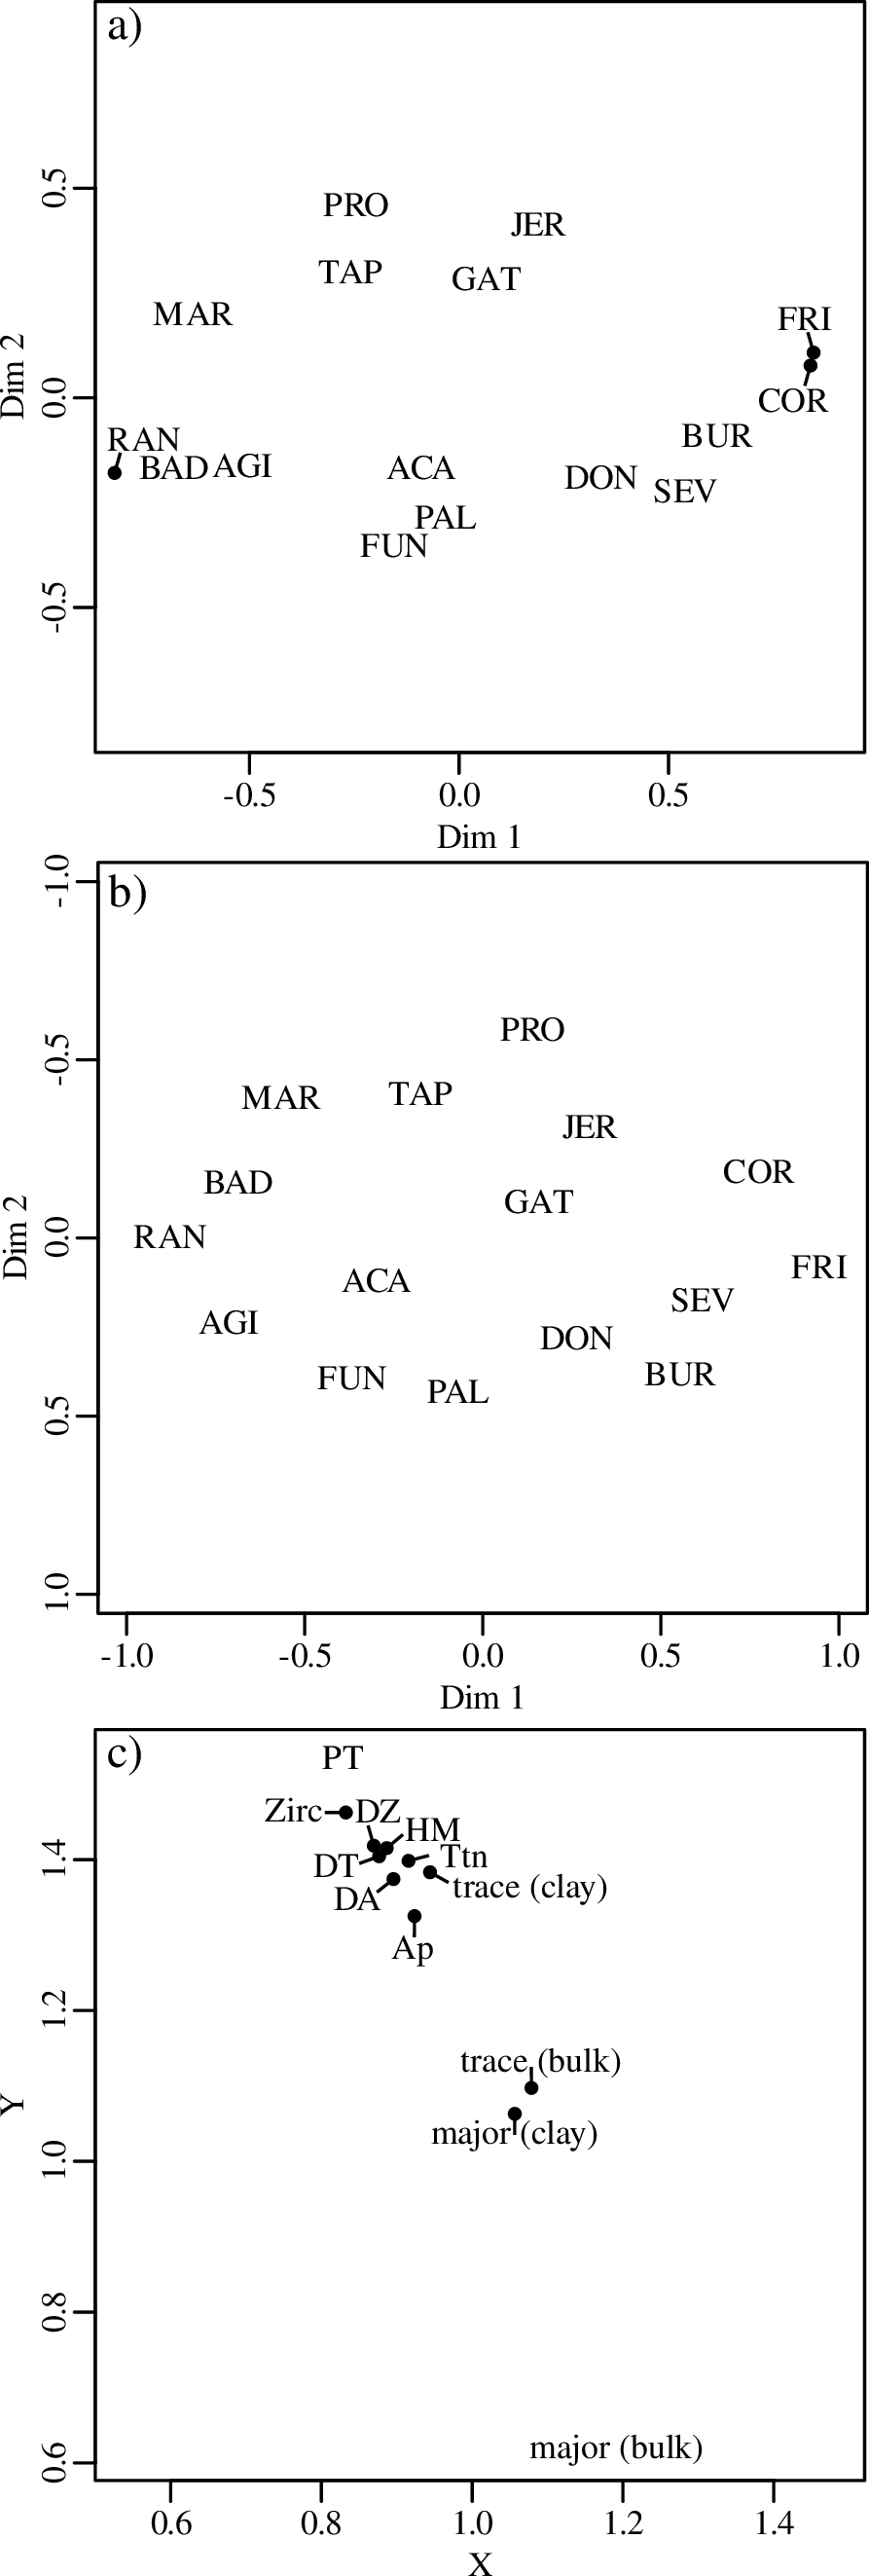 a)
0.5
PRO
JER
TAP
GAT
MAR
FRI
Dim 2
0.0
COR
BUR
RAN
BAD AGI
ACA
DON
SEV
PAL
FUN
-0.5
-0.5 0.0 0.5
Dim 1
b)
-1.0
PRO
-0.5
TAP
MAR
JER
COR
BAD
GAT
Dim 2
0.0
RAN
FRI
ACA
SEV
AGI
DON
BUR
FUN
PAL
0.5
1.0
-1.0 -0.5 0.0 0.5 1.0
Dim 1
c)
PT
Zirc DZ
HM
1.4
Ttn
DT
trace (clay)
DA
Ap
1.2
trace (bulk)
Y
major (clay)
1.0
0.8
major (bulk)
0.6
0.6 0.8 1.0 1.2 1.4
X